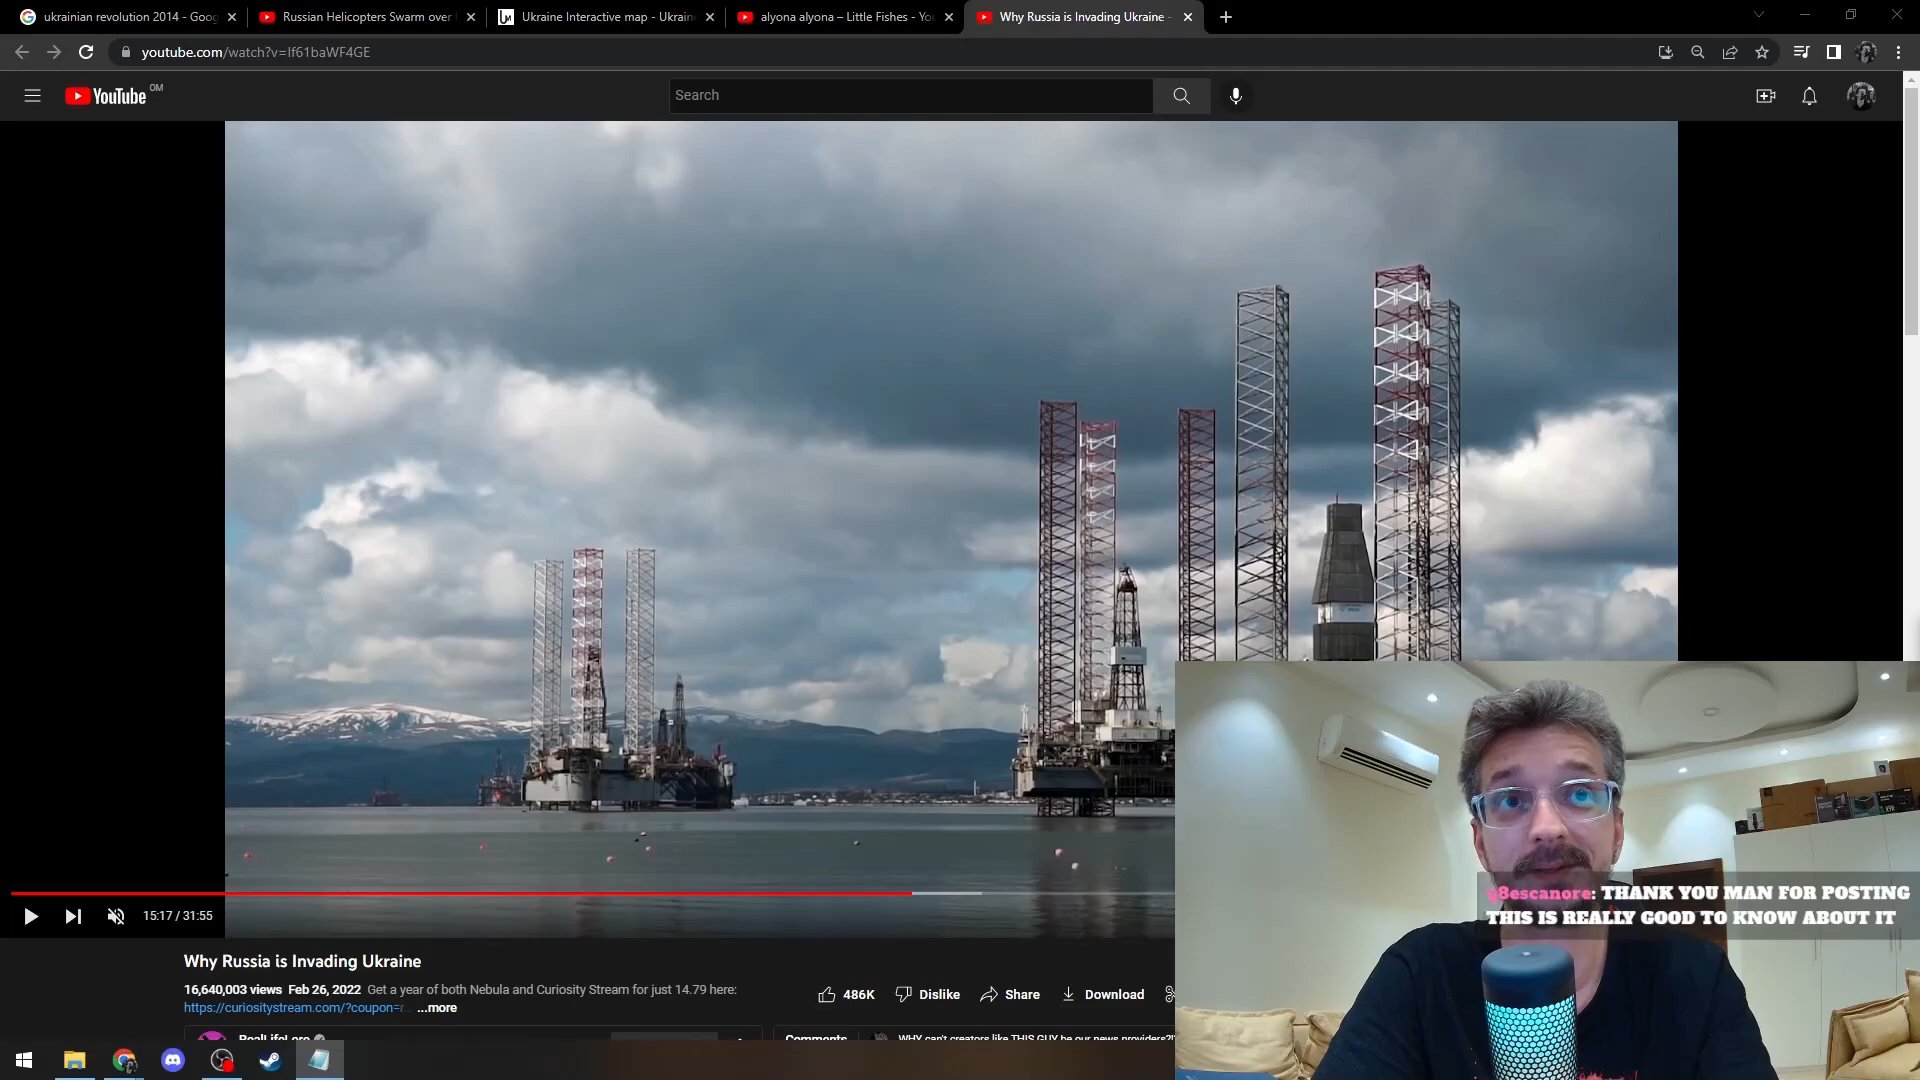 ukrainian revolution 2014 - Goog
Russian Helicopters Swarm over
Ukraine Interactive map - Ukrain
alyona alyona – Little Fishes - You
Why Russia is Invading Ukraine -
youtube.com/watch?v=If61baWF4GE
YouTube OM
Search
15:17 / 31:55
Why Russia is Invading Ukraine
16,640,003 views Feb 26, 2022 Get a year of both Nebula and Curiosity Stream for just 14.79 here:
https://curiositystream.com/?coupon=r... ...more
486K Dislike Share Download
RealLifeLore
Comments
WHY can't creators like THIS GUY be our news providers?!
q8escanore: THANK YOU MAN FOR POSTING
THIS IS REALLY GOOD TO KNOW ABOUT IT